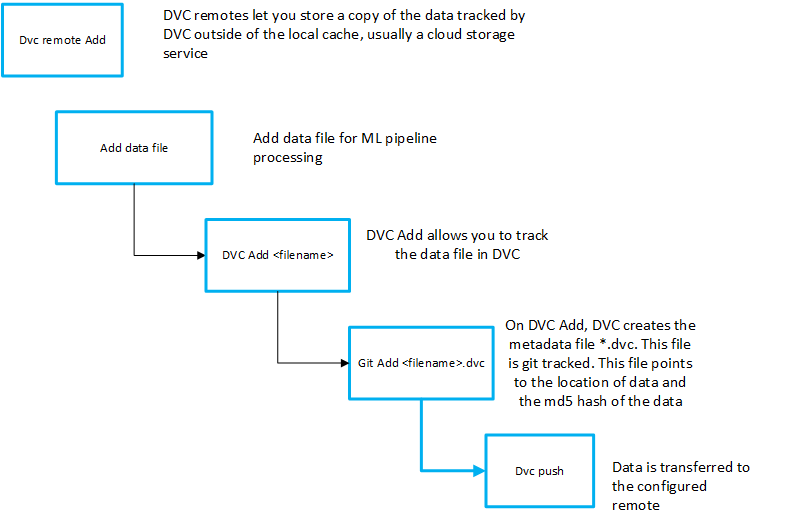 Dvc remote Add
DVC remotes let you store a copy of the data tracked by
DVC outside of the local cache, usually a cloud storage
service
Add data file
Add data file for ML pipeline
processing
DVC Add <filename>
DVC Add allows you to track
the data file in DVC
Git Add <filename>.dvc
On DVC Add, DVC creates the
metadata file *.dvc. This file
is git tracked. This file points
to the location of data and
the md5 hash of the data
Dvc push
Data is transferred to
the configured
remote